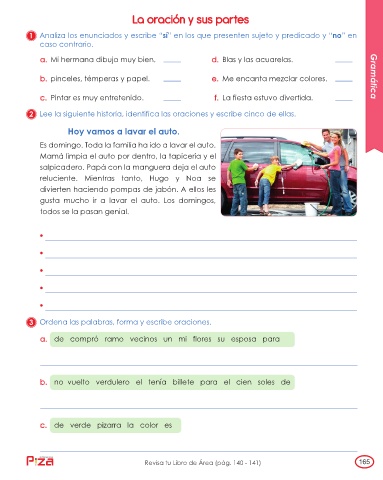 La oración y sus partes
1 Analiza los enunciados y escribe "sí" en los que presenten sujeto y predicado y "no" en
caso contrario.
a. Mi hermana dibuja muy bien. ____
d. Blas y las acuarelas. ____
b. pinceles, témperas y papel. ____
e. Me encanta mezclar colores. ____
c. Pintar es muy entretenido. ____
f. La fiesta estuvo divertida. ____
Gramática
2 Lee la siguiente historia, identifica las oraciones y escribe cinco de ellas.
Hoy vamos a lavar el auto.
Es domingo. Toda la familia ha ido a lavar el auto.
Mamá limpia el auto por dentro, la tapicería y el
salpicadero. Papá con la manguera deja el auto
reluciente. Mientras tanto, Hugo y Noa se
divierten haciendo pompas de jabón. A ellos les
gusta mucho ir a lavar el auto. Los domingos,
todos se la pasan genial.
3 Ordena las palabras, forma y escribe oraciones.
a. de compró ramo vecinos un mi flores su esposa para
b. no vuelto verdulero el tenía billete para el cien soles de
c. de verde pizarra la color es
Piza
Revisa tu Libro de Área (pág. 140 - 141)
165